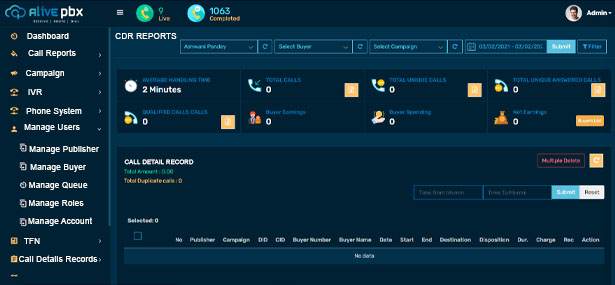 ALive pbx
9
Live
1063
Completed
Admin
Dashboard
Call Reports
Campaign
IVR
Phone System
Manage Users
Manage Publisher
Manage Buyer
Manage Queue
Manage Roles
Manage Account
TFN
Call Details Records
CDR REPORTS
Ashwani Pandey
Select Buyer
Select Campaign
03/02/2021 - 03/02/202
Submit
Filter
AVERAGE HANDLING TIME
2 Minutes
TOTAL CALLS
0
TOTAL UNIQUE CALLS
0
TOTAL UNIQUE ANSWERED CALLS
0
QUALIFIED CALLS CALLS
0
Buyer Earnings
0
Buyer Spending
0
Net Earnings
0
Buyers List
CALL DETAIL RECORD
Total Amount : 0.00
Total Duplicate calls : 0
Multiple Delete
Submit
Reset
Selected: 0
No Publisher Campaign DID CID Buyer Number Buyer Name Date Start End Destination Disposition Dur. Charge Rec Action
No data